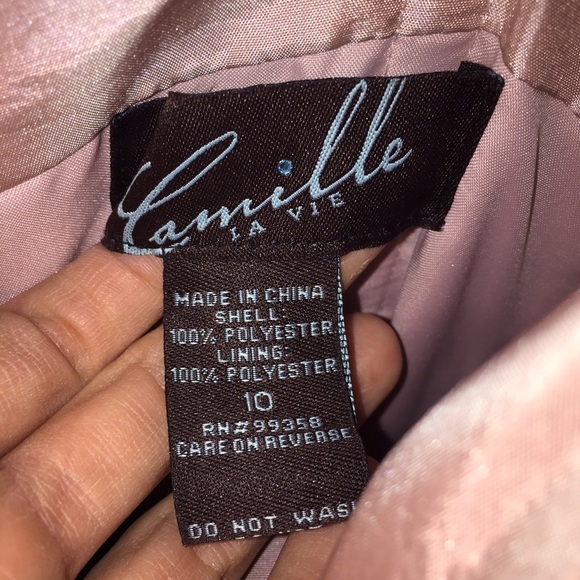 Camille
LA VIE
MADE IN CHINA
SHELL:
100% POLYESTER
LINING:
100% POLYESTER
10
RN#99358
CARE ON REVERSE
DO NOT WASH